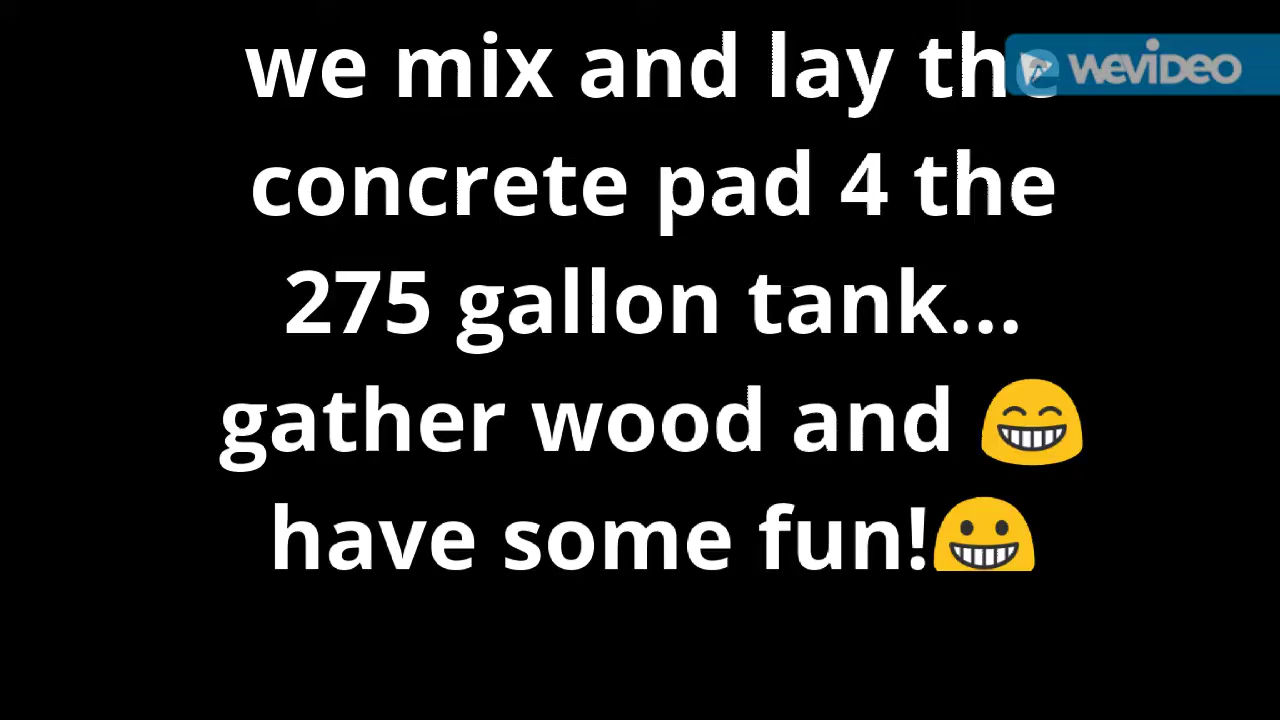 we mix and lay the
WEVIDEO
concrete pad 4 the
275 gallon tank...
gather wood and 😁
have some fun!😀